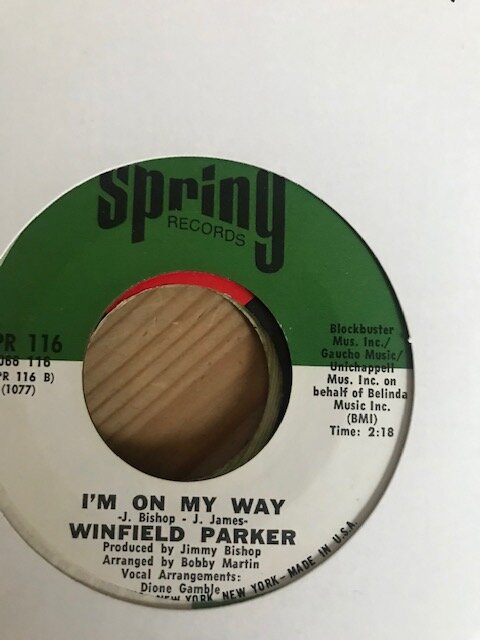 spring
RECORDS
PR 116
(PR 116 B)
(1077)
Blockbuster
Mus. Inc./
Gaucho Music/
Unichappell
Mus. Inc. on
behalf of Belinda
Music Inc.
(BMI)
Time: 2:18
I'M ON MY WAY
-J. Bishop - J. James-
WINFIELD PARKER
Produced by Jimmy Bishop
Arranged by Bobby Martin
Vocal Arrangements:
Dione Gamble
NEW YORK, NEW YORK - MADE IN U.S.A.